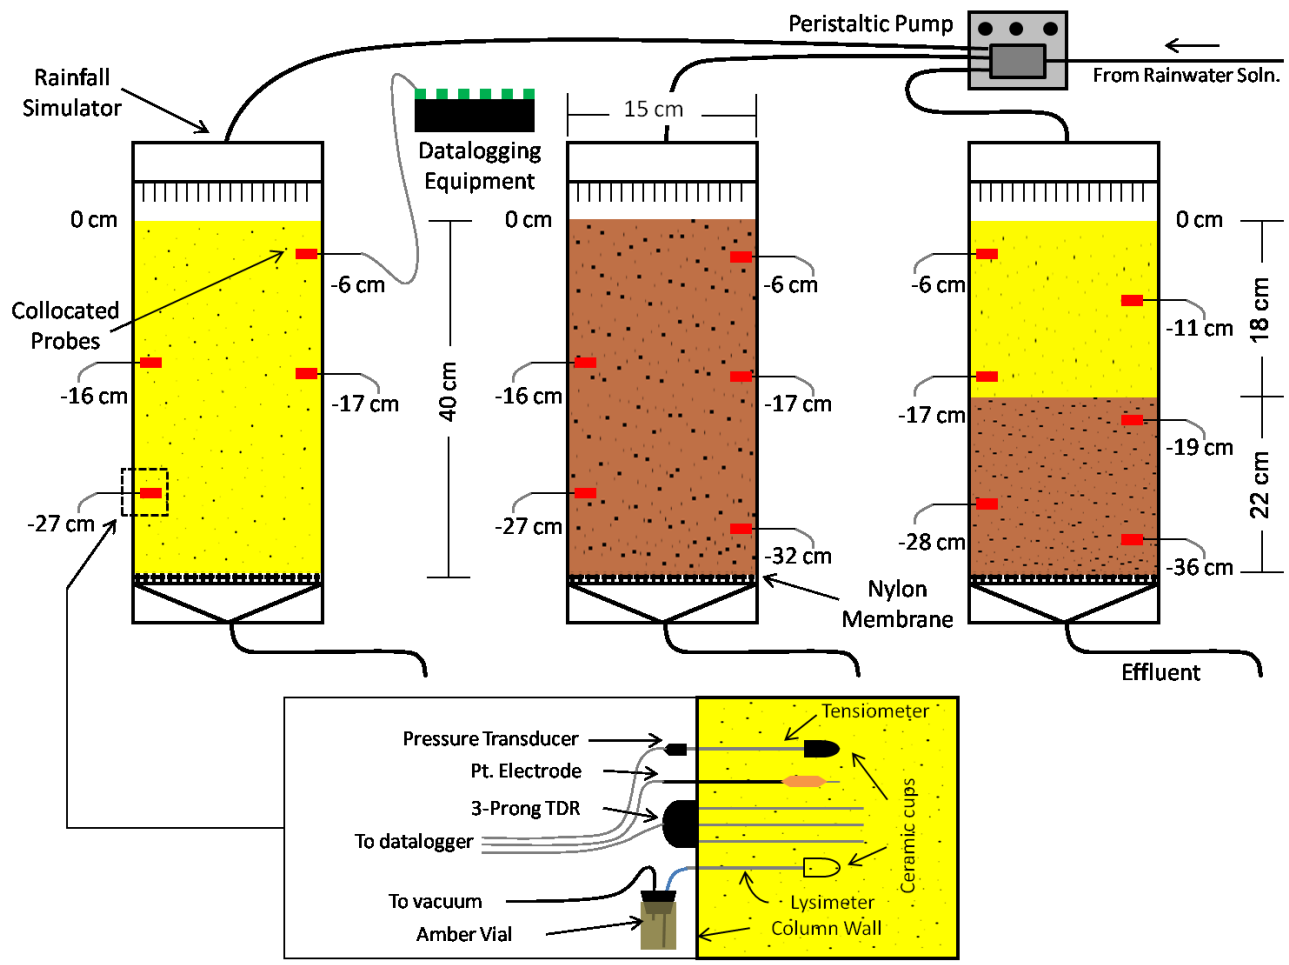 Peristaltic Pump
From Rainwater Soln.
Rainfall
Simulator
15 cm
Datalogging
Equipment
0 cm
0 cm
0 cm
-6 cm
-6 cm
-6 cm
-11 cm
18 cm
Collocated
Probes
40 cm
-16 cm
-17 cm
-16 cm
-17 cm
-17 cm
-19 cm
22 cm
-27 cm
-27 cm
-32 cm
-28 cm
-36 cm
Nylon
Membrane
Effluent
Tensiometer
Pressure Transducer
Pt. Electrode
3-Prong TDR
To datalogger
Ceramic cups
To vacuum
Lysimeter
Amber Vial
Column Wall